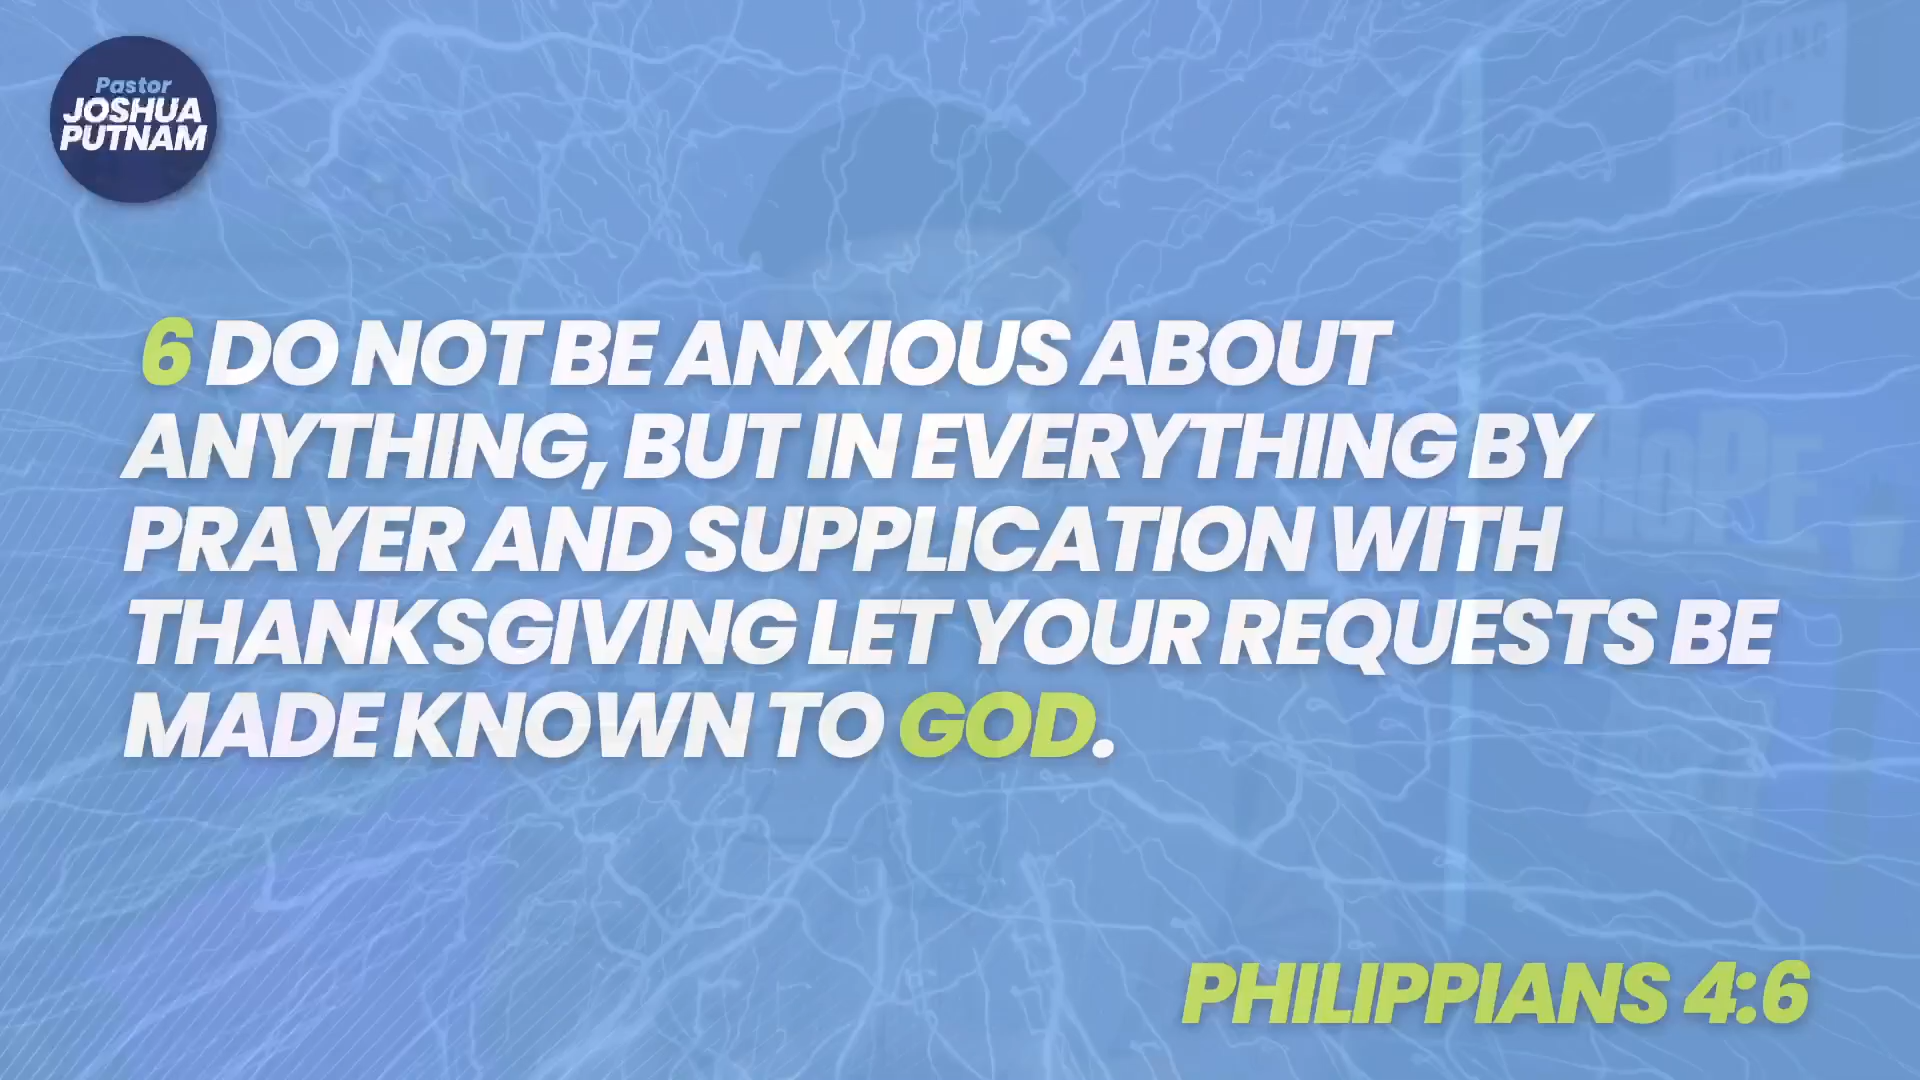 Pastor
JOSHUA
PUTNAM
6 DO NOT BE ANXIOUS ABOUT
ANYTHING, BUT IN EVERYTHING BY
PRAYER AND SUPPLICATION WITH
THANKSGIVING LET YOUR REQUESTS BE
MADE KNOWN TO GOD.
HOPE
PHILIPPIANS 4:6